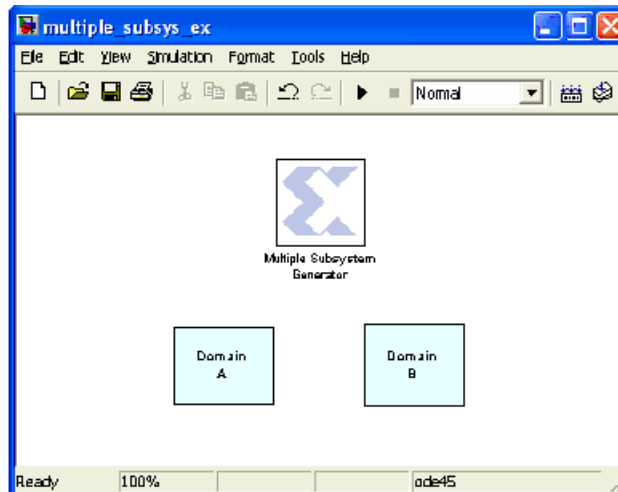 multiple_subsys_ex
File Edit View Simulation Format Tools Help
Normal
Multiple Subsystem
Generator
Domain
A
Domain
B
Ready 100% ode45